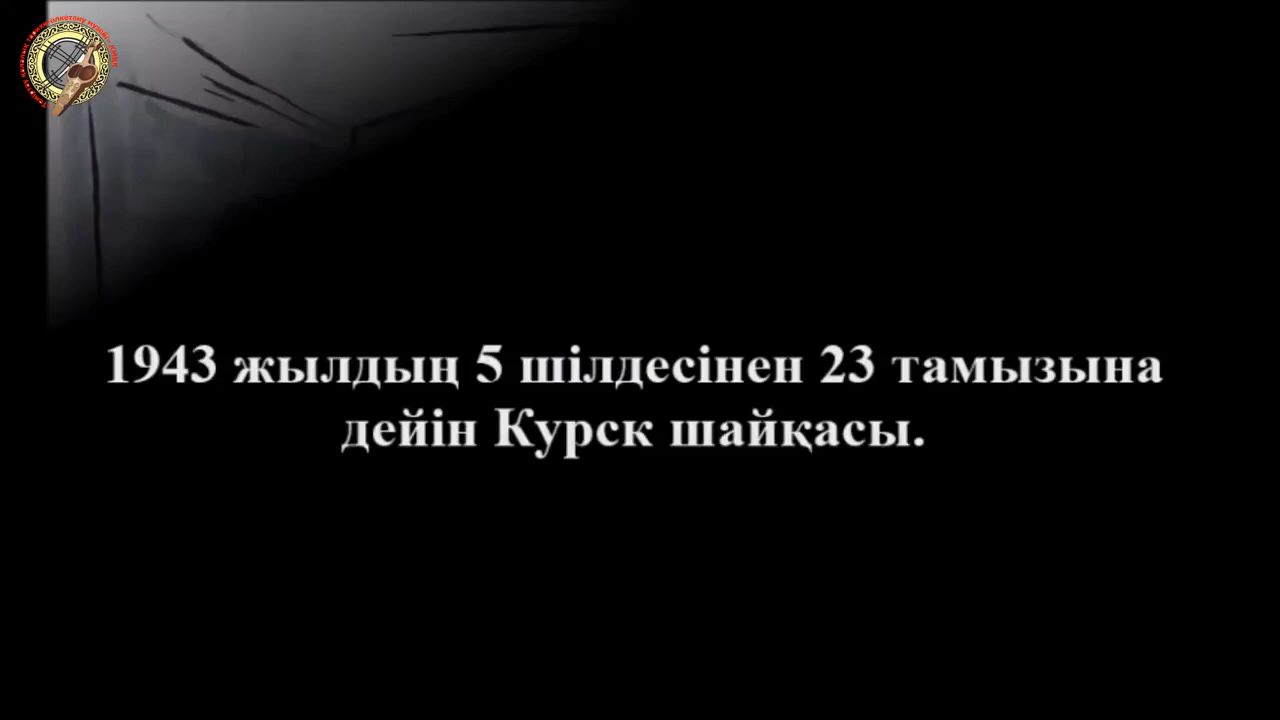 1943 жылдың 5 шілдесінен 23 тамызына
дейін Курск шайқасы.